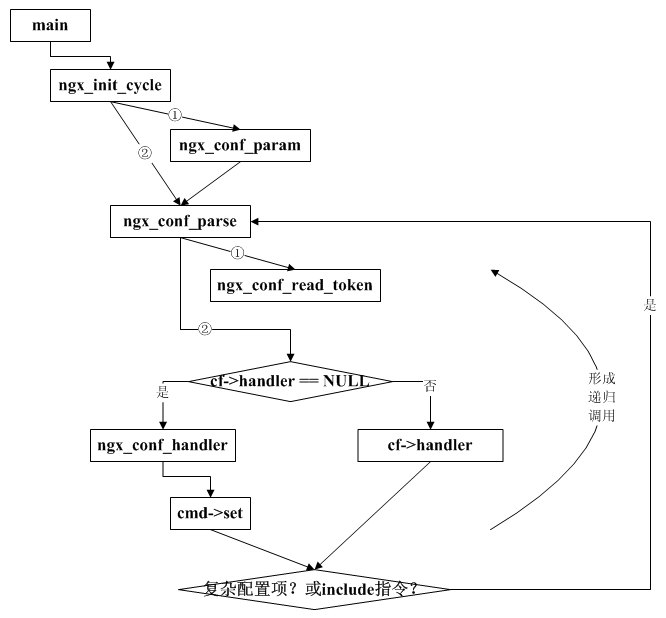 main
ngx_init_cycle
①
ngx_conf_param
②
ngx_conf_parse
①
ngx_conf_read_token
是
②
cf->handler == NULL
形成
递归
调用
是
否
ngx_conf_handler
cf->handler
cmd->set
复杂配置项？或include指令？